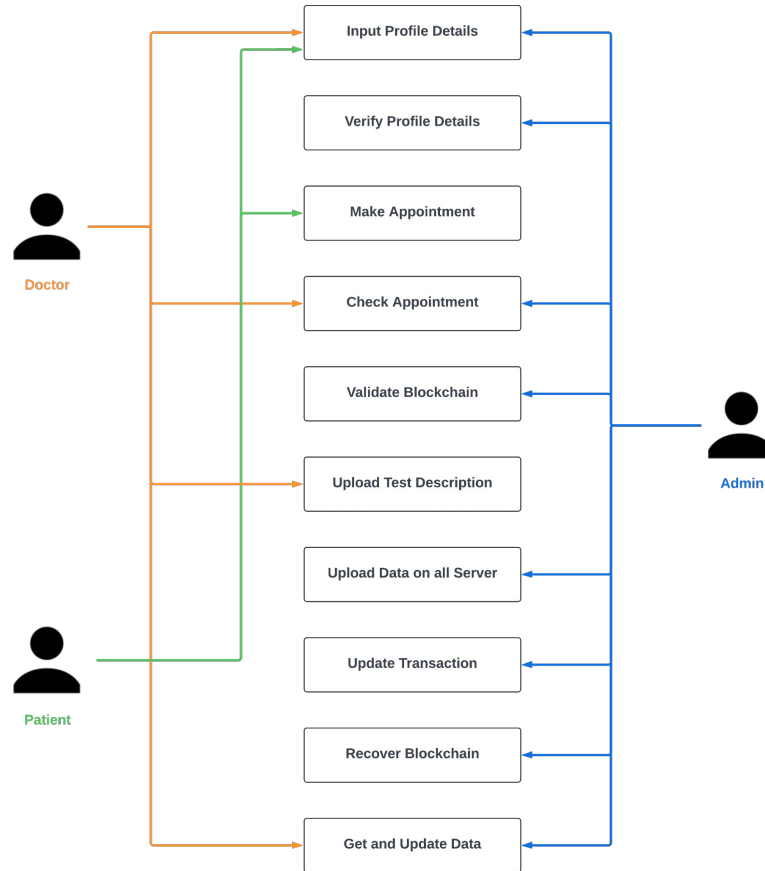 Input Profile Details
Verify Profile Details
Make Appointment
Doctor
Check Appointment
Validate Blockchain
Upload Test Description
Admin
Upload Data on all Server
Update Transaction
Patient
Recover Blockchain
Get and Update Data